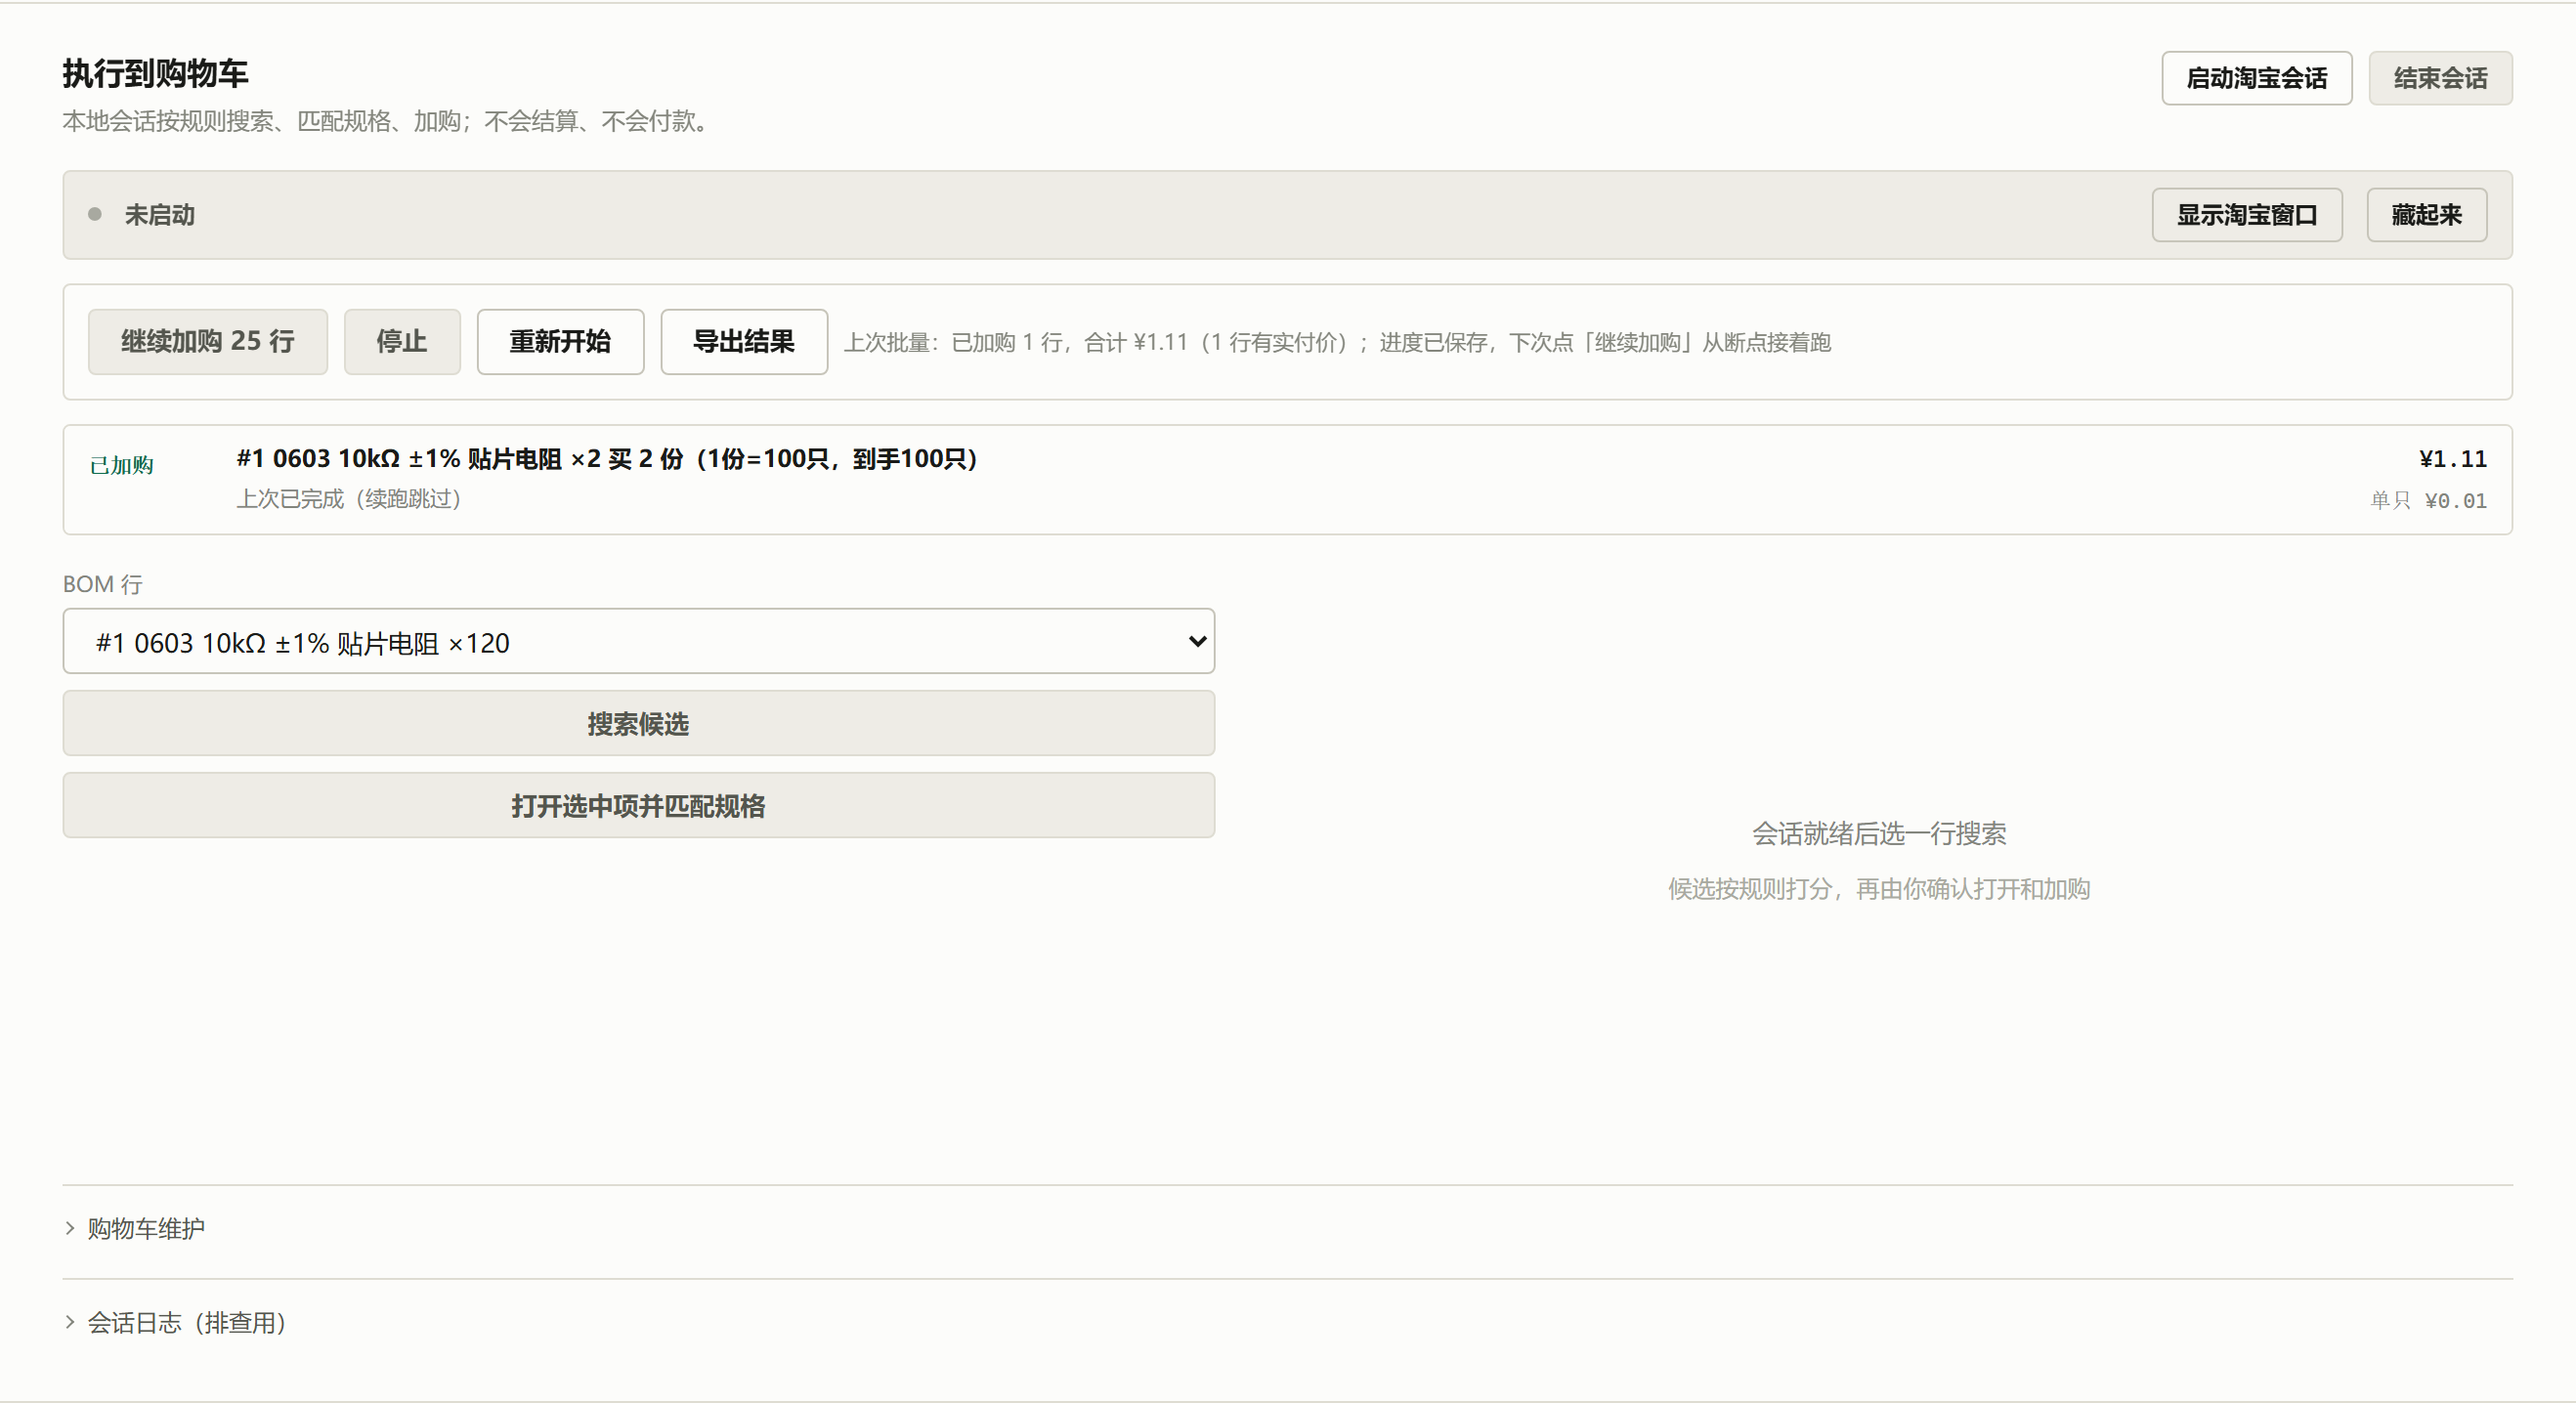 执行到购物车
启动淘宝会话
结束会话
本地会话按规则搜索、匹配规格、加购；不会结算、不会付款。
未启动
显示淘宝窗口
藏起来
继续加购 25 行
停止
重新开始
导出结果
上次批量：已加购 1 行，合计 ¥1.11（1 行有实付价）；进度已保存，下次点「继续加购」从断点接着跑
已加购
#1 0603 10kΩ ±1% 贴片电阻 ×2 买 2 份（1份=100只，到手100只）
¥1.11
上次已完成（续跑跳过）
单只 ¥0.01
BOM 行
#1 0603 10kΩ ±1% 贴片电阻 ×120
搜索候选
打开选中项并匹配规格
会话就绪后选一行搜索
候选按规则打分，再由你确认打开和加购
购物车维护
会话日志（排查用）